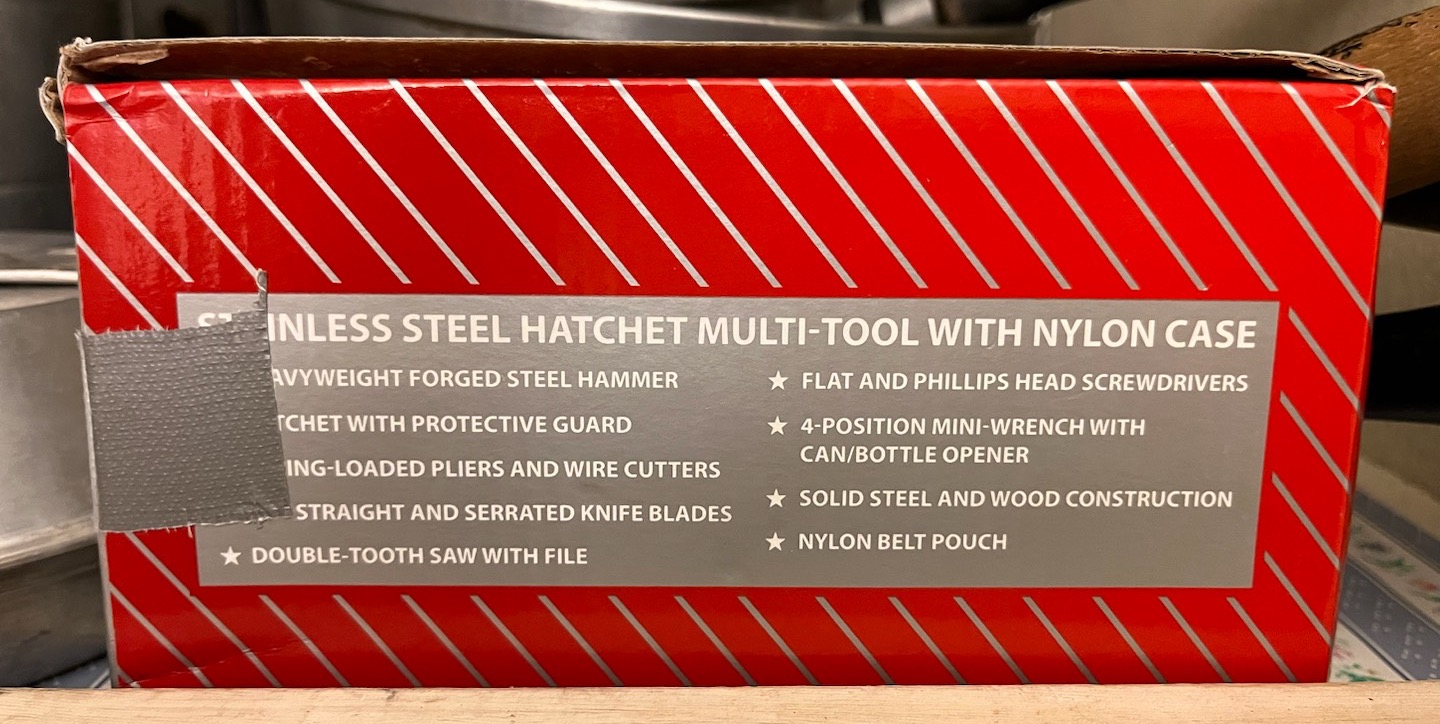 STAINLESS STEEL HATCHET MULTI-TOOL WITH NYLON CASE
FORGED STEEL HAMMER
WITH PROTECTIVE GUARD
PLIERS AND WIRE CUTTERS
STRAIGHT AND SERRATED KNIFE BLADES
★ DOUBLE-TOOTH SAW WITH FILE
★ FLAT AND PHILLIPS HEAD SCREWDRIVERS
★ 4-POSITION MINI-WRENCH WITH
CAN/BOTTLE OPENER
★ SOLID STEEL AND WOOD CONSTRUCTION
★ NYLON BELT POUCH